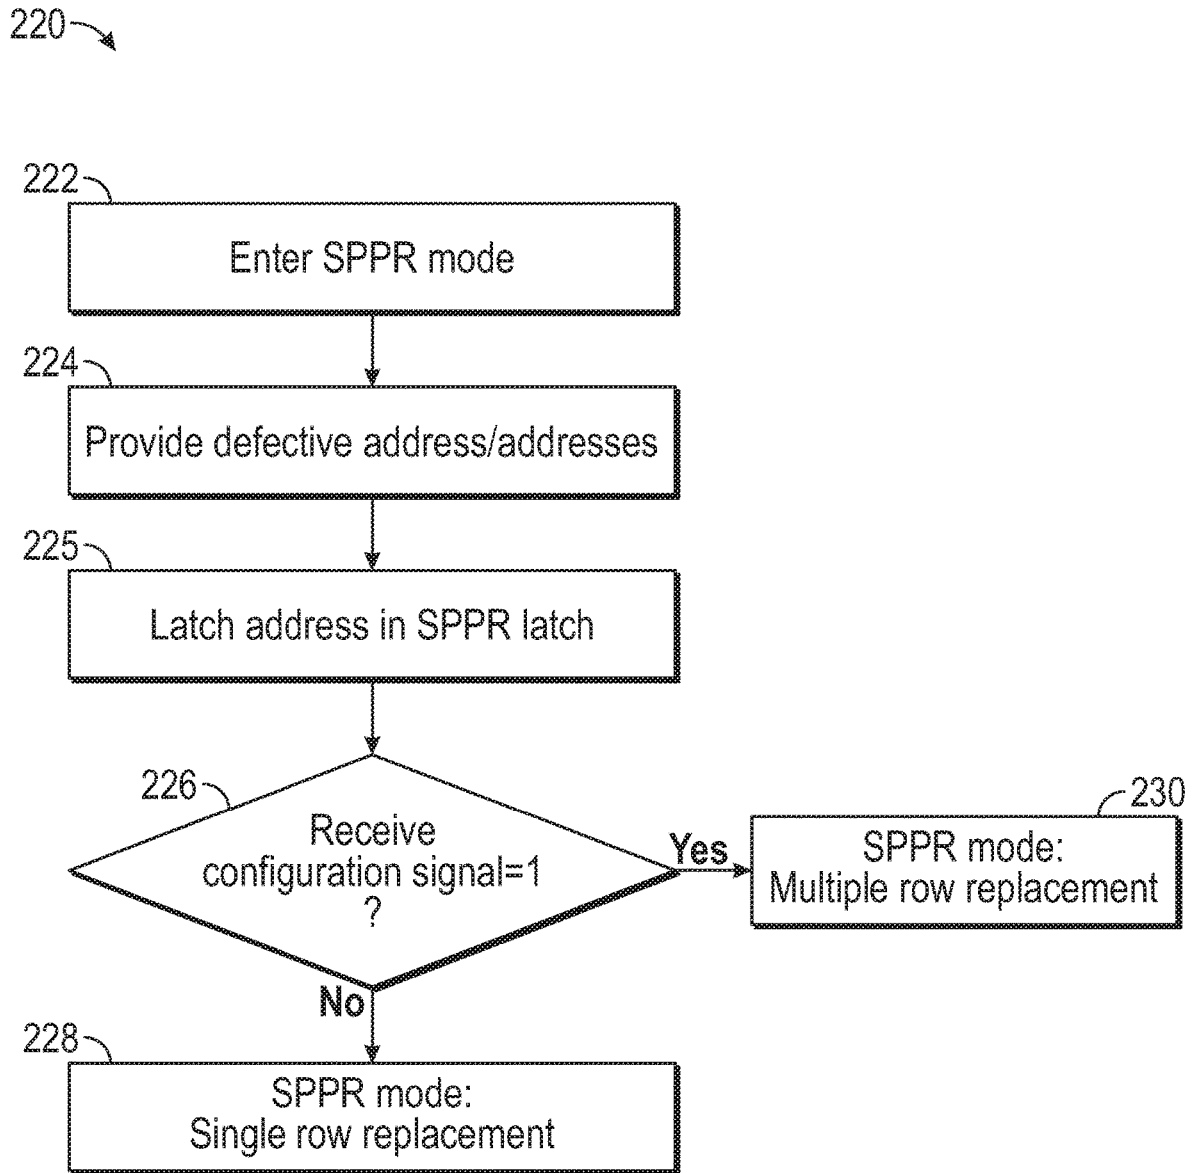 220
222
Enter SPPR mode
224
Provide defective address/addresses
225
Latch address in SPPR latch
226
Receive
configuration signal=1
?
Yes
230
SPPR mode:
Multiple row replacement
No
228
SPPR mode:
Single row replacement